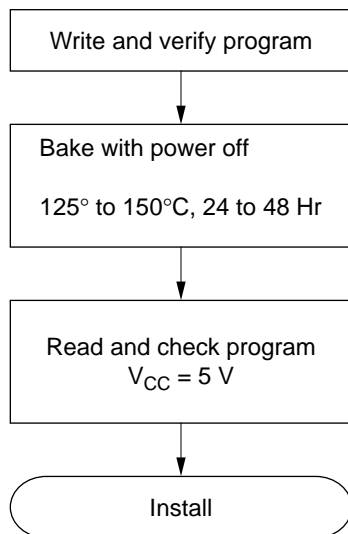 Write and verify program
Bake with power off
125° to 150°C, 24 to 48 Hr
Read and check program
VCC = 5 V
Install